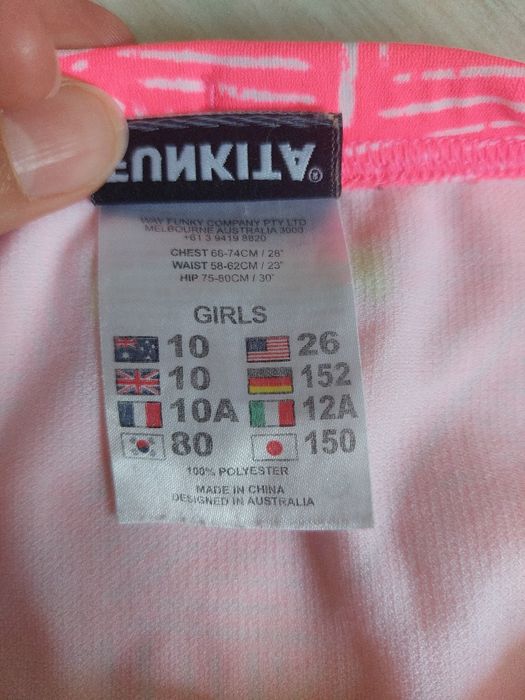 FUNKITA®
WAY FUNKY COMPANY PTY LTD
MELBOURNE AUSTRALIA 3000
+61 3 9419 8820
CHEST 66-74CM / 28"
WAIST 58-62CM / 23"
HIP 75-80CM / 30"
GIRLS
10 26
10 152
10A 12A
80 150
100% POLYESTER
MADE IN CHINA
DESIGNED IN AUSTRALIA